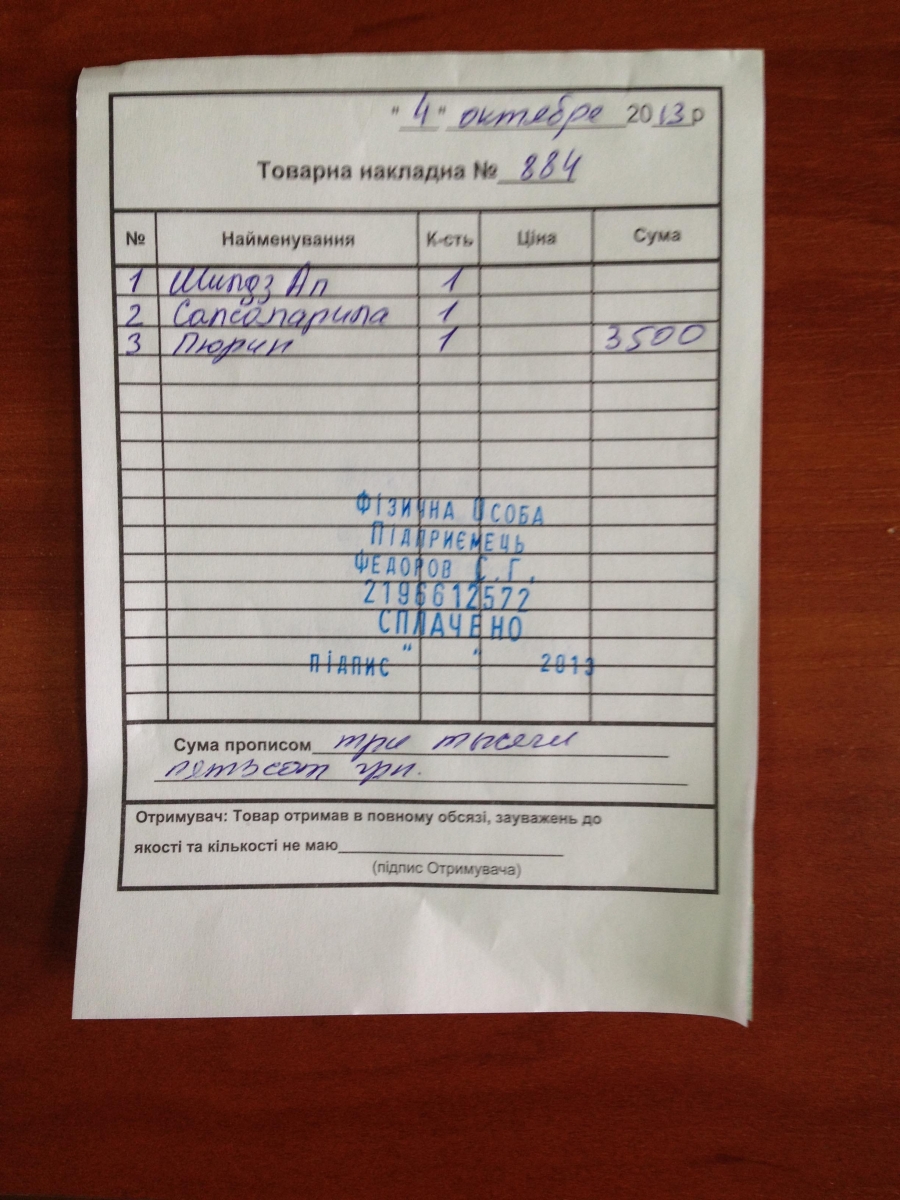 "4" октября 2013 р
Товарна накладна № 884
№ Найменування К-сть Ціна Сума
1 Шилдз Ап 1
2 Сапсапарила 1
3 Люрип 1 3500
ФІЗИЧНА ОСОБА
ПІДПРИЄМЕЦЬ
ФЕДОРОВ С.Г.
2196612572
СПЛАЧЕНО
підпис " " 2013
Сума прописом три тысячи
пятьсот грн.
Отримувач: Товар отримав в повному обсязі, зауважень до
якості та кількості не маю
(підпис Отримувача)